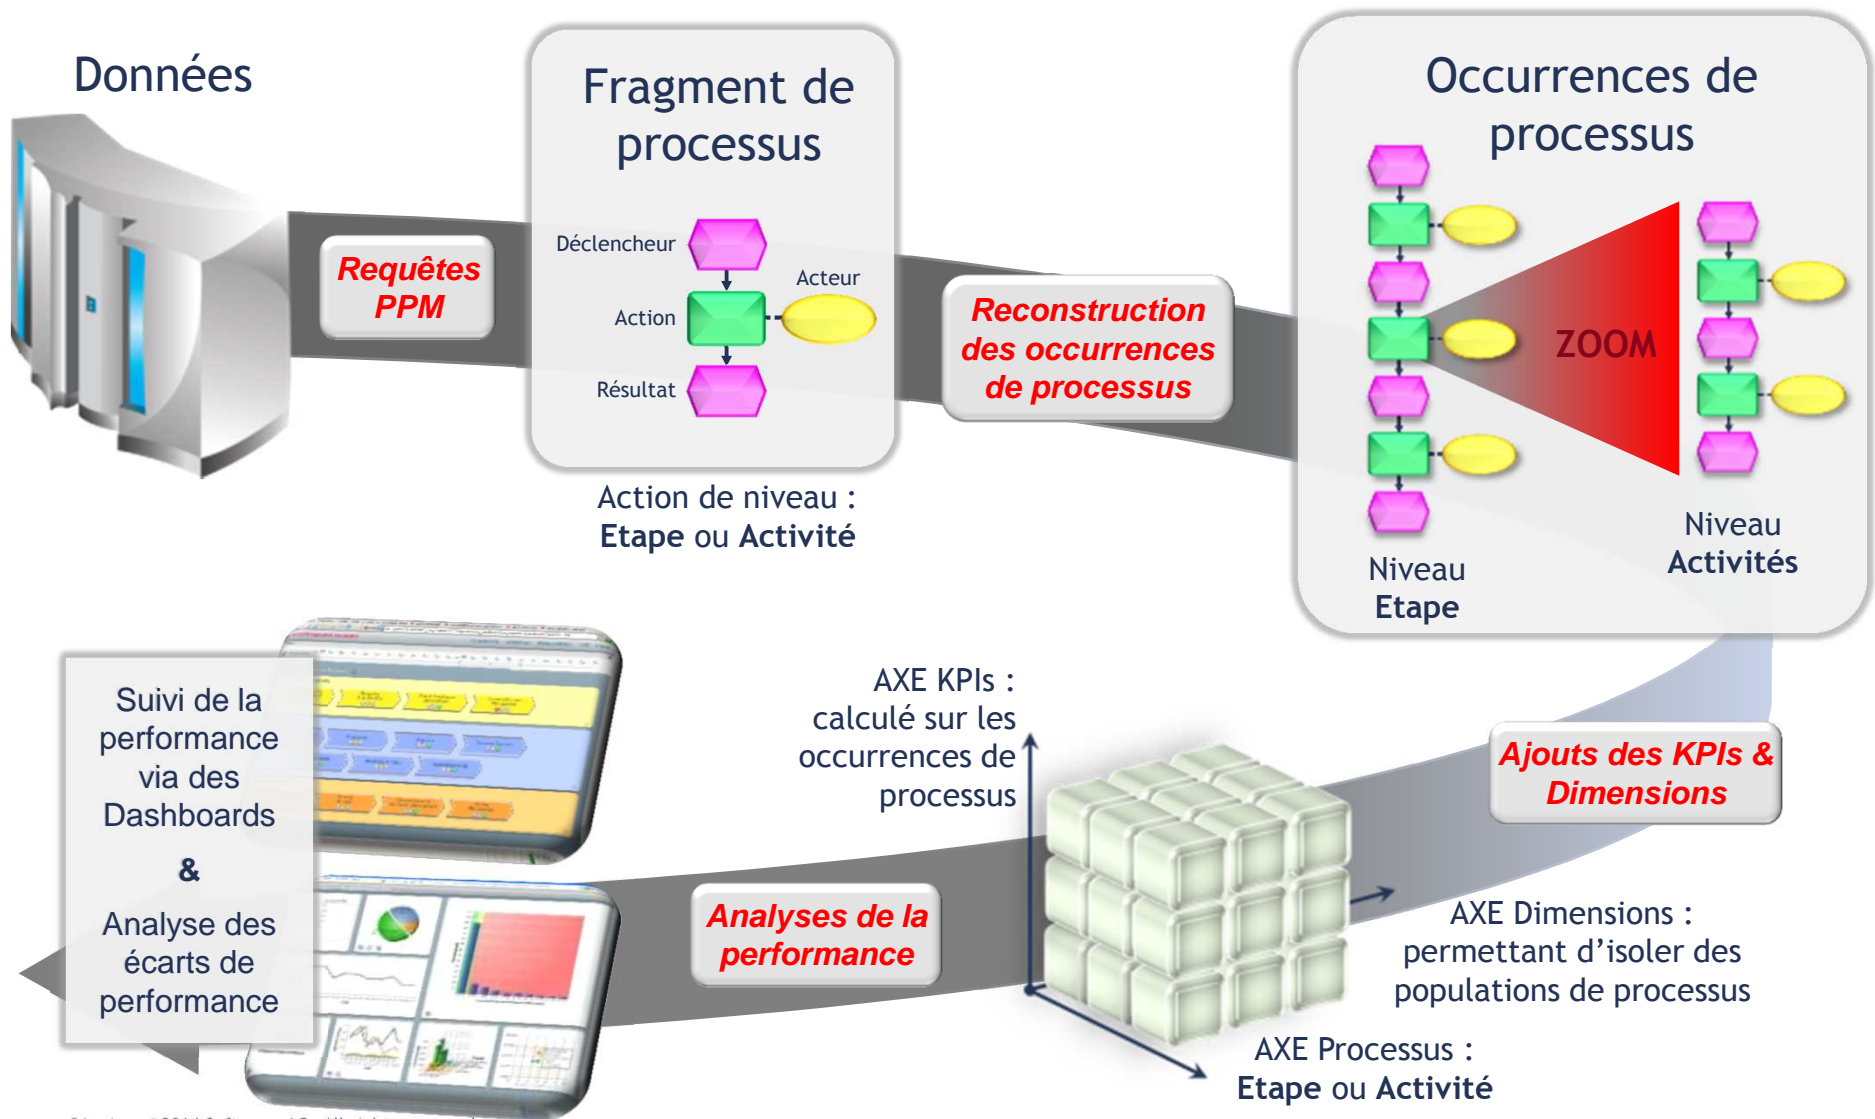 Données
Fragment de
processus
Occurrences de
processus
Requêtes
PPM
Déclencheur
Acteur
Action
Résultat
Reconstruction
des occurrences
de processus
ZOOM
Action de niveau :
Etape ou Activité
Niveau
Etape
Niveau
Activités
Suivi de la
performance
via des
Dashboards
&
Analyse des
écarts de
performance
Analyses de la
performance
AXE KPIs :
calculé sur les
occurrences de
processus
Ajouts des KPIs &
Dimensions
AXE Dimensions :
permettant d’isoler des
populations de processus
AXE Processus :
Etape ou Activité